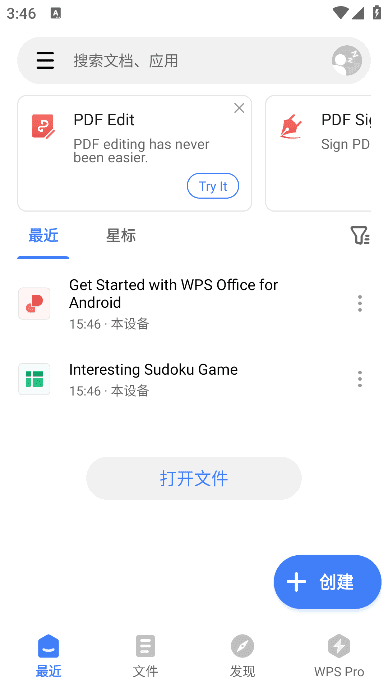 3:46
搜索文档、应用
PDF Edit
PDF editing has never
been easier.
Try It
PDF Sig
Sign PD
最近
星标
Get Started with WPS Office for
Android
15:46 · 本设备
Interesting Sudoku Game
15:46 · 本设备
打开文件
创建
最近
文件
发现
WPS Pro